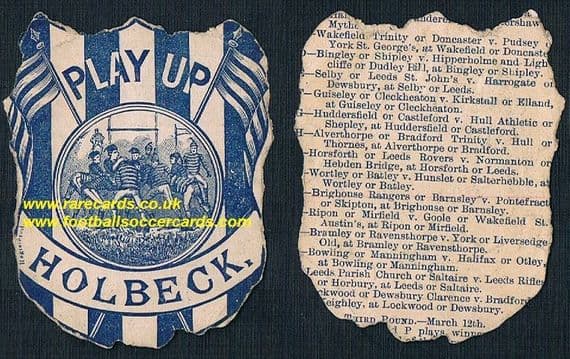 PLAY UP
HOLBECK.
www.rarecards.co.uk
www.footballsoccercards.com
Wakefield Trinity or Doncaster v. Pudsey
York St. George's, at Wakefield or Doncaste
Bingley or Shipley v. Hipperholme and Ligh
cliffe or Dudley Hill, at Bingley or Shipley.
Selby or Leeds St. John's v. Harrogate o
Dewsbury, at Selby or Leeds.
Guiseley or Cleckheaton v. Kirkstall or Elland,
at Guiseley or Cleckheaton.
Huddersfield or Castleford v. Hull Athletic or
Shepley, at Huddersfield or Castleford.
H—Alverthorpe or Bradford Trinity v. Hull or
Thornes, at Alverthorpe or Bradford.
Horsforth or Leeds Rovers v. Normanton or
Hebden Bridge, at Horsforth or Leeds.
Wortley or Batley v. Hunslet or Salterhebble, at
Wortley or Batley.
Brighouse Rangers or Barnsley v. Pontefract
or Skipton, at Brighouse or Barnsley.
Ripon or Mirfield v. Goole or Wakefield St.
Austin's, at Ripon or Mirfield.
Bramley or Ravensthorpe v. York or Liversedge
Old, at Bramley or Ravensthorpe.
Bowling or Manningham v. Halifax or Otley,
at Bowling or Manningham.
Leeds Parish Church or Saltaire v. Leeds Rifles
or Horbury, at Leeds or Saltaire.
Lockwood or Dewsbury Clarence v. Bradford
Keighley, at Lockwood or Dewsbury.
THIRD ROUND.—March 12th.
P plays winne